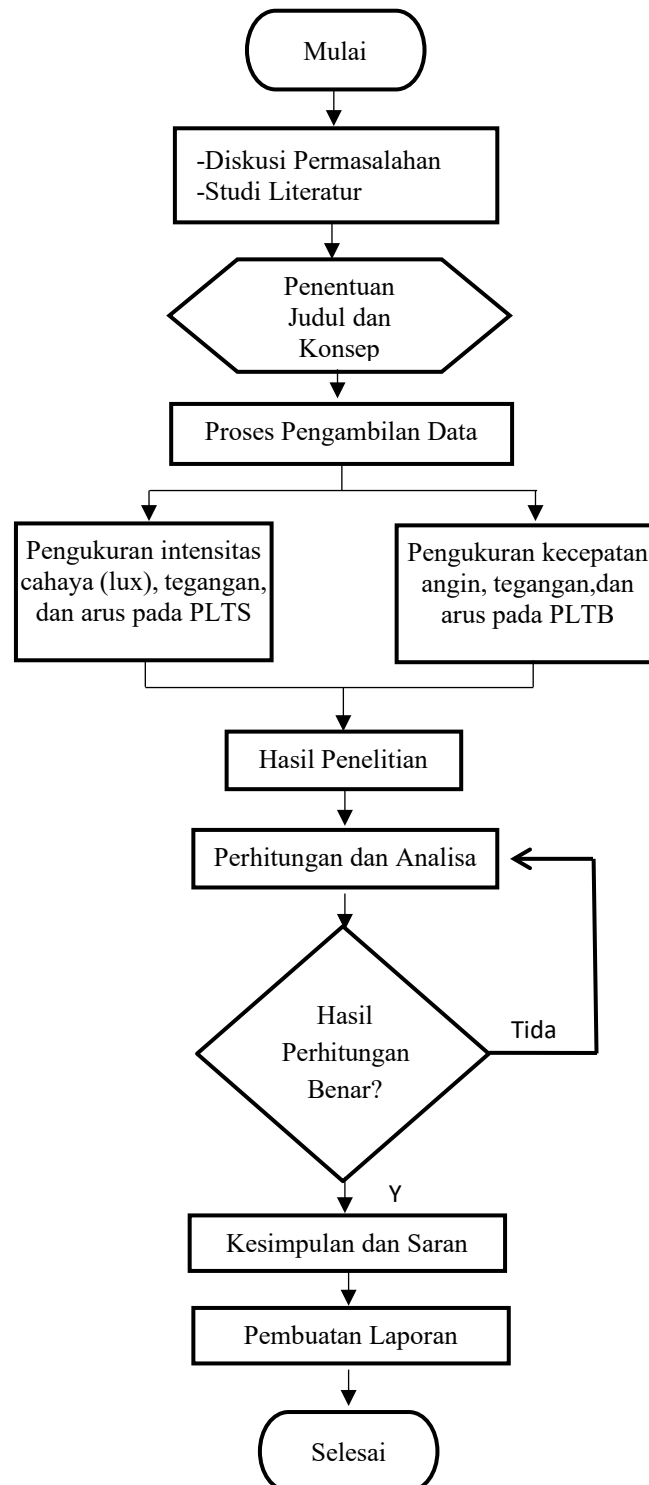 Mulai
-Diskusi Permasalahan
-Studi Literatur
Penentuan
Judul dan
Konsep
Proses Pengambilan Data
Pengukuran intensitas
cahaya (lux), tegangan,
dan arus pada PLTS
Pengukuran kecepatan
angin, tegangan,dan
arus pada PLTB
Hasil Penelitian
Perhitungan dan Analisa
Hasil
Perhitungan
Benar?
Tida
Y
Kesimpulan dan Saran
Pembuatan Laporan
Selesai